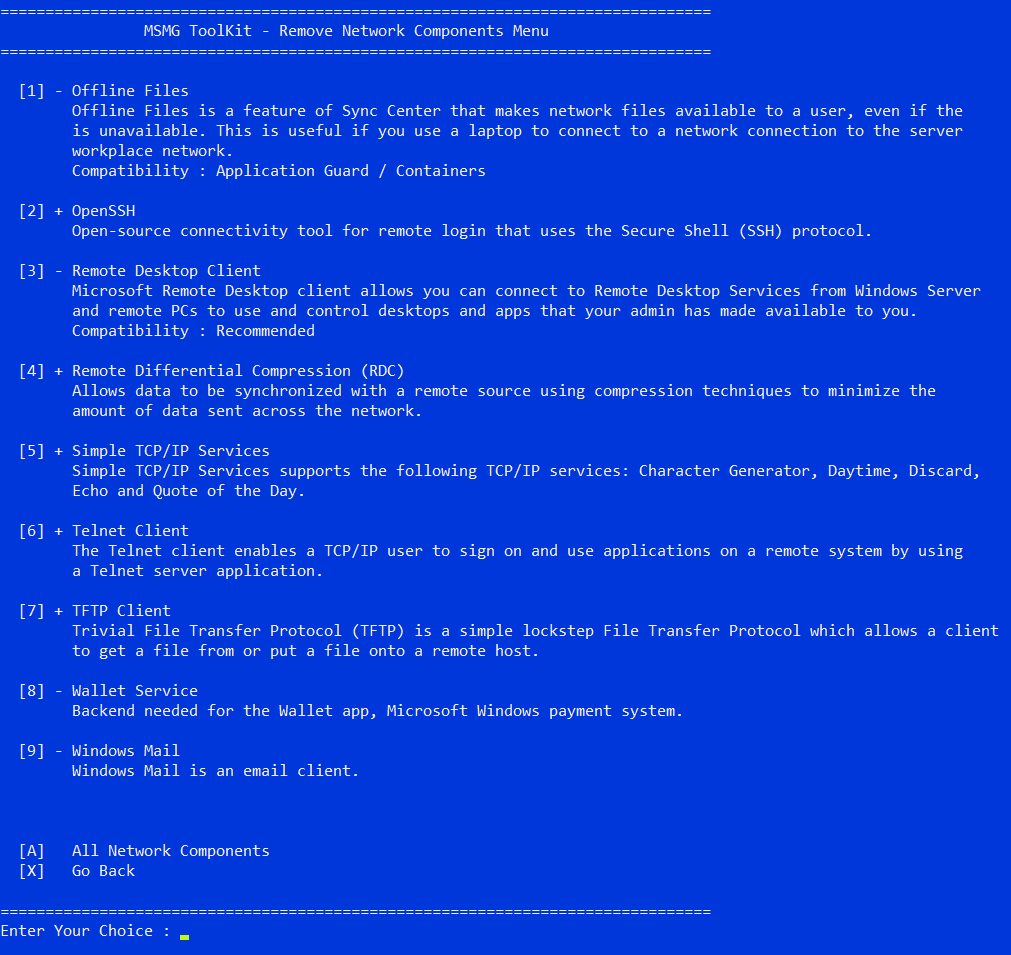 ===============================================================================
MSMG ToolKit - Remove Network Components Menu
===============================================================================
[1] - Offline Files
Offline Files is a feature of Sync Center that makes network files available to a user, even if the
is unavailable. This is useful if you use a laptop to connect to a network connection to the server
workplace network.
Compatibility : Application Guard / Containers
[2] + OpenSSH
Open-source connectivity tool for remote login that uses the Secure Shell (SSH) protocol.
[3] - Remote Desktop Client
Microsoft Remote Desktop client allows you can connect to Remote Desktop Services from Windows Server
and remote PCs to use and control desktops and apps that your admin has made available to you.
Compatibility : Recommended
[4] + Remote Differential Compression (RDC)
Allows data to be synchronized with a remote source using compression techniques to minimize the
amount of data sent across the network.
[5] + Simple TCP/IP Services
Simple TCP/IP Services supports the following TCP/IP services: Character Generator, Daytime, Discard,
Echo and Quote of the Day.
[6] + Telnet Client
The Telnet client enables a TCP/IP user to sign on and use applications on a remote system by using
a Telnet server application.
[7] + TFTP Client
Trivial File Transfer Protocol (TFTP) is a simple lockstep File Transfer Protocol which allows a client
to get a file from or put a file onto a remote host.
[8] - Wallet Service
Backend needed for the Wallet app, Microsoft Windows payment system.
[9] - Windows Mail
Windows Mail is an email client.
[A] All Network Components
[X] Go Back
===============================================================================
Enter Your Choice :